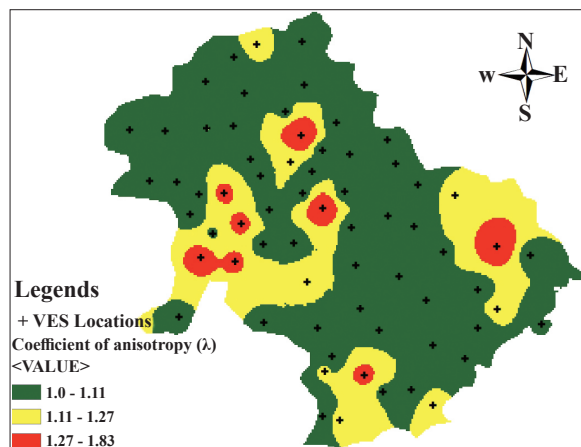 N
w E
S
Legends
+ VES Locations
Coefficient of anisotropy (λ)
<VALUE>
1.0 - 1.11
1.11 - 1.27
1.27 - 1.83